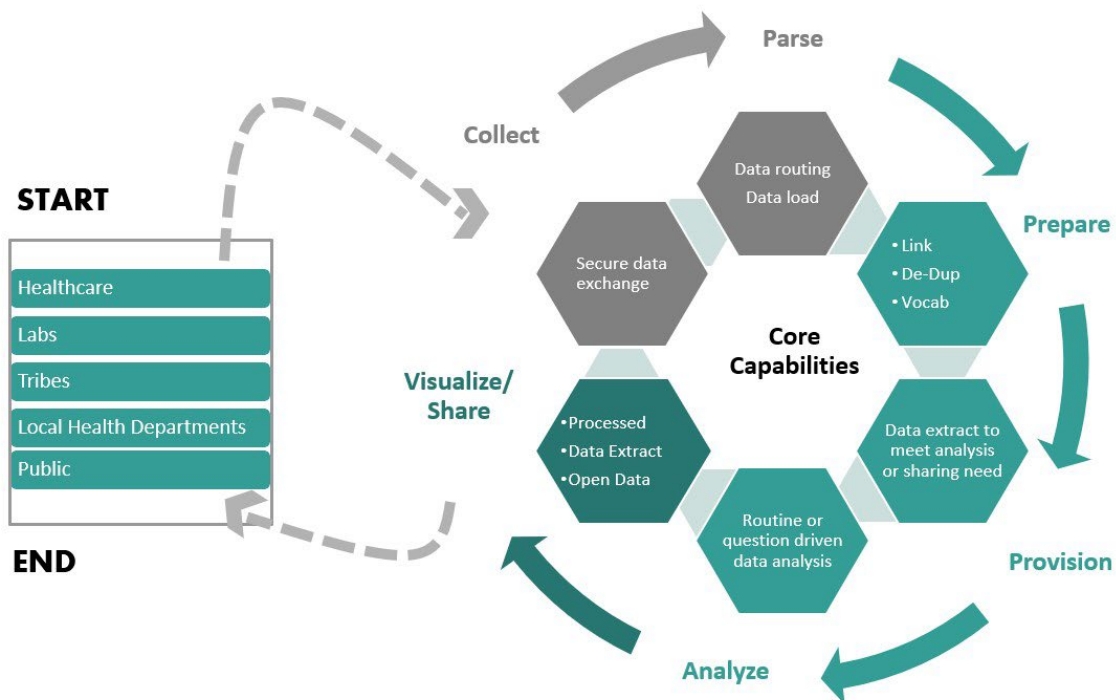 START
Healthcare
Labs
Tribes
Local Health Departments
Public
END
Collect
Parse
Prepare
Provision
Analyze
Visualize/
Share
Core
Capabilities
Secure data
exchange
Data routing
Data load
• Link
• De-Dup
• Vocab
Data extract to
meet analysis
or sharing need
Routine or
question driven
data analysis
•Processed
•Data Extract
•Open Data